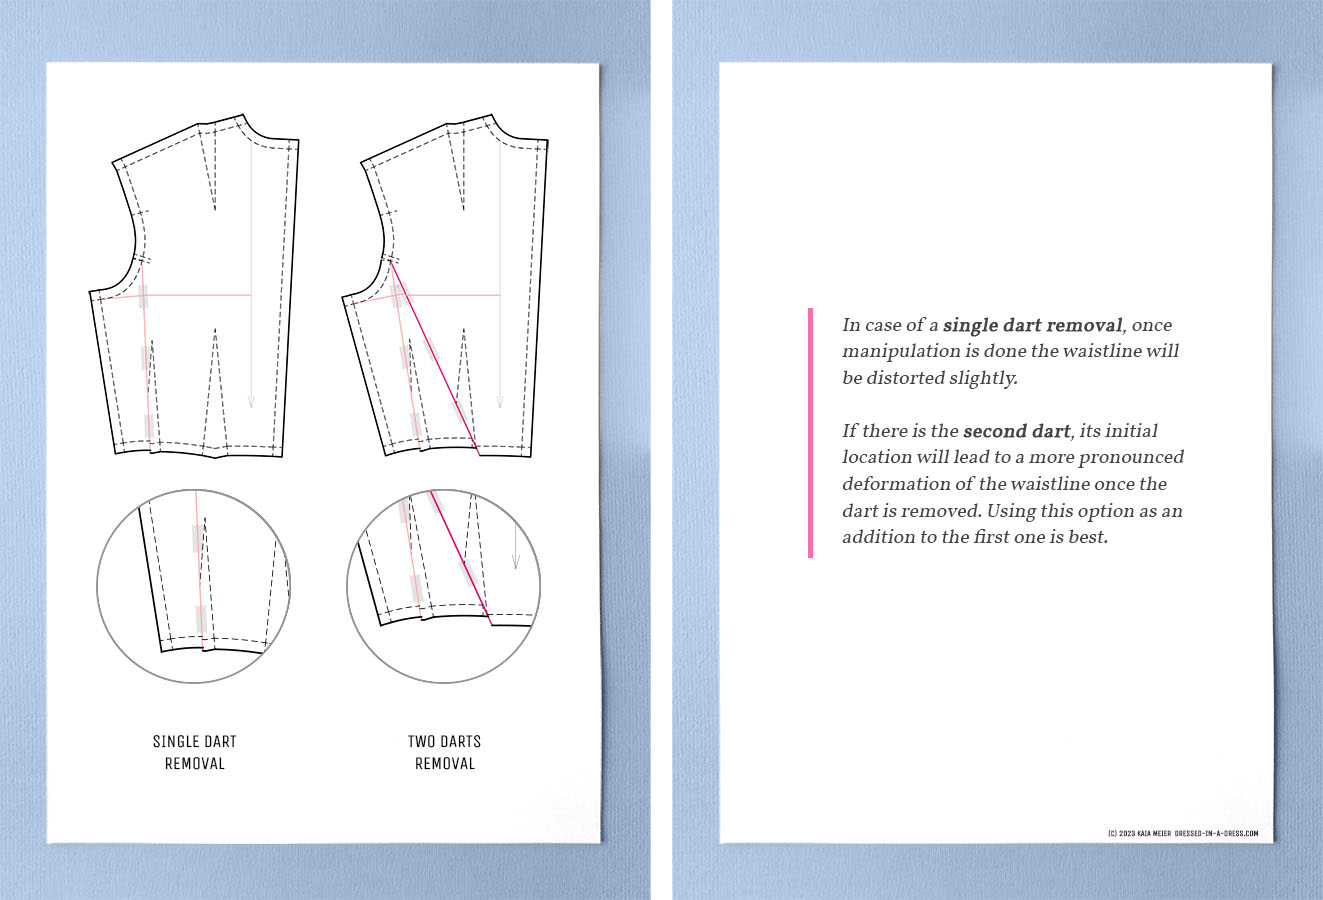 SINGLE DART
REMOVAL
TWO DARTS
REMOVAL
In case of a single dart removal, once
manipulation is done the waistline will
be distorted slightly.
If there is the second dart, its initial
location will lead to a more pronounced
deformation of the waistline once the
dart is removed. Using this option as an
addition to the first one is best.
(C) 2023 KAIA MEIER DRESSED-IN-A-DRESS.COM